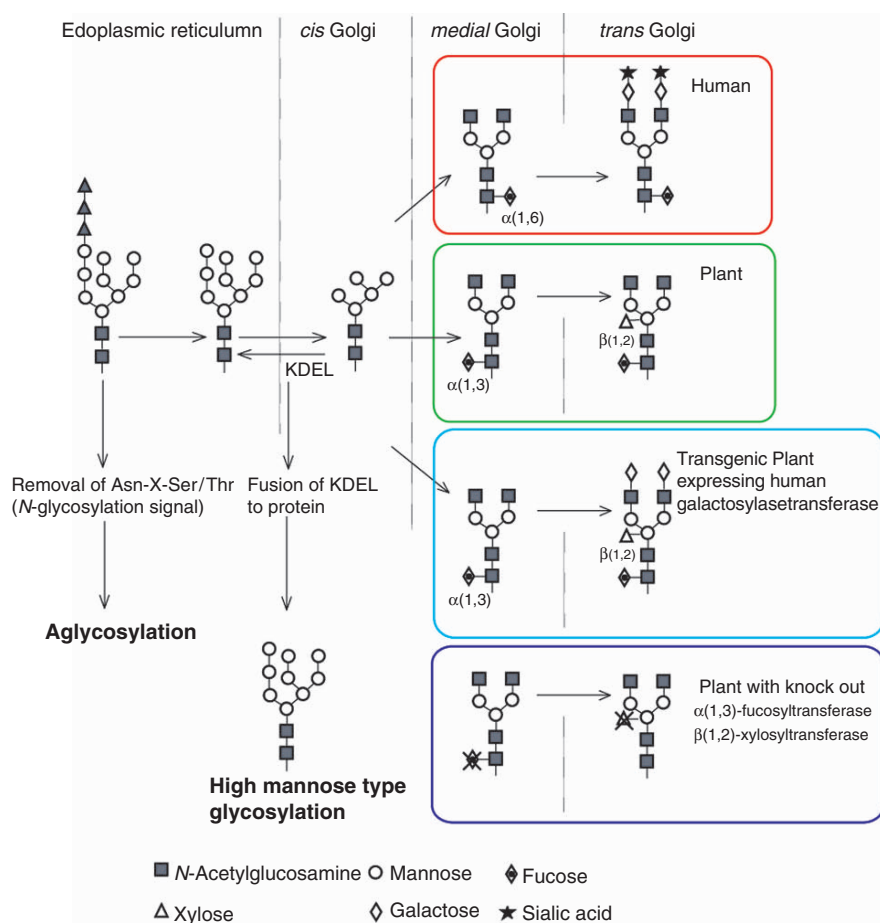 Edoplasmic reticulumn
cis Golgi
medial Golgi
trans Golgi
Human
α(1,6)
Plant
β(1,2)
α(1,3)
KDEL
Removal of Asn-X-Ser/Thr
(N-glycosylation signal)
Fusion of KDEL
to protein
Transgenic Plant
expressing human
galactosylasetransferase
β(1,2)
α(1,3)
Aglycosylation
Plant with knock out
α(1,3)-fucosyltransferase
β(1,2)-xylosyltransferase
High mannose type
glycosylation
N-Acetylglucosamine
Mannose
Fucose
Xylose
Galactose
Sialic acid